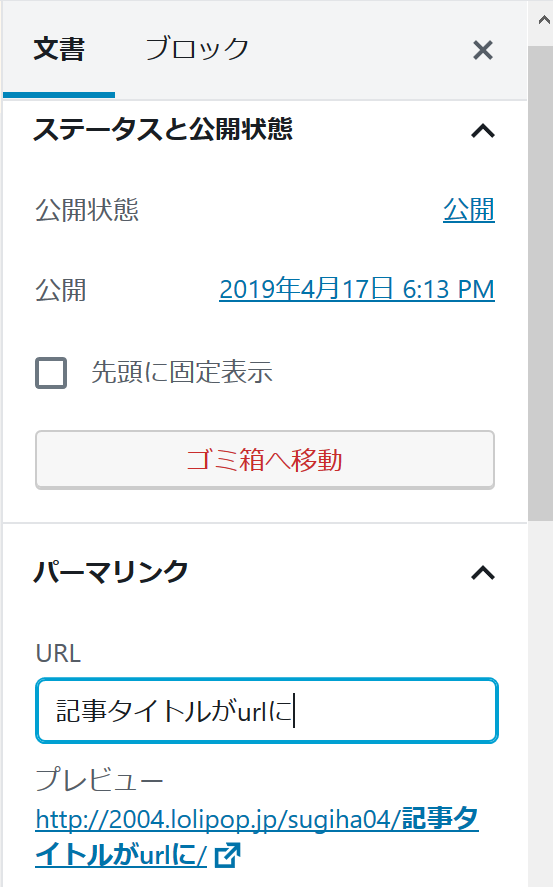 文書 ブロック
ステータスと公開状態
公開状態 公開
公開 2019年4月17日 6:13 PM
先頭に固定表示
ゴミ箱へ移動
パーマリンク
URL
記事タイトルがurlに
プレビュー
http://2004.lolipop.jp/sugiha04/記事タ
イトルがurlに/